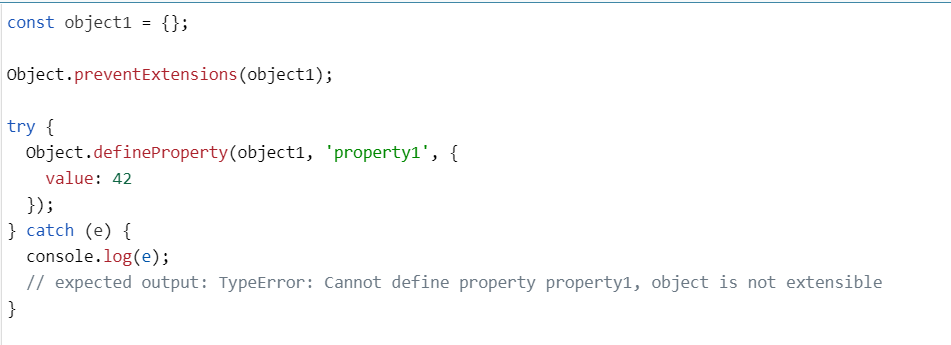 const object1 = {};
Object.preventExtensions(object1);
try {
  Object.defineProperty(object1, 'property1', {
    value: 42
  });
} catch (e) {
  console.log(e);
  // expected output: TypeError: Cannot define property property1, object is not extensible
}